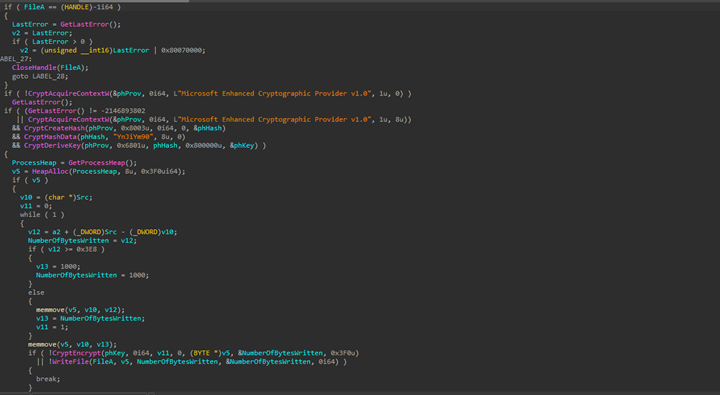 if ( FileA == (HANDLE)-1i64 )
{
LastError = GetLastError();
v2 = LastError;
if ( LastError > 0 )
v2 = (unsigned __int16)LastError | 0x80070000;
ABEL_27:
CloseHandle(FileA);
goto LABEL_28;
}
if ( !CryptAcquireContextW(&phProv, 0i64, L"Microsoft Enhanced Cryptographic Provider v1.0", 1u, 0) )
GetLastError();
if ( (GetLastError() != -2146893802
|| CryptAcquireContextW(&phProv, 0i64, L"Microsoft Enhanced Cryptographic Provider v1.0", 1u, 8u))
&& CryptCreateHash(phProv, 0x8003u, 0i64, 0, &phHash)
&& CryptHashData(phHash, "YnJiYm90", 8u, 0)
&& CryptDeriveKey(phProv, 0x6801u, phHash, 0x800000u, &phKey) )
{
ProcessHeap = GetProcessHeap();
v5 = HeapAlloc(ProcessHeap, 8u, 0x3F0ui64);
if ( v5 )
{
v10 = (char *)Src;
v11 = 0;
while ( 1 )
{
v12 = a2 + (_DWORD)Src - (_DWORD)v10;
NumberOfBytesWritten = v12;
if ( v12 >= 0x3E8 )
{
v13 = 1000;
NumberOfBytesWritten = 1000;
}
else
{
memmove(v5, v10, v12);
v13 = NumberOfBytesWritten;
v11 = 1;
}
memmove(v5, v10, v13);
if ( !CryptEncrypt(phKey, 0i64, v11, 0, (BYTE *)v5, &NumberOfBytesWritten, 0x3F0u)
|| !WriteFile(FileA, v5, NumberOfBytesWritten, &NumberOfBytesWritten, 0i64) )
{
break;
}